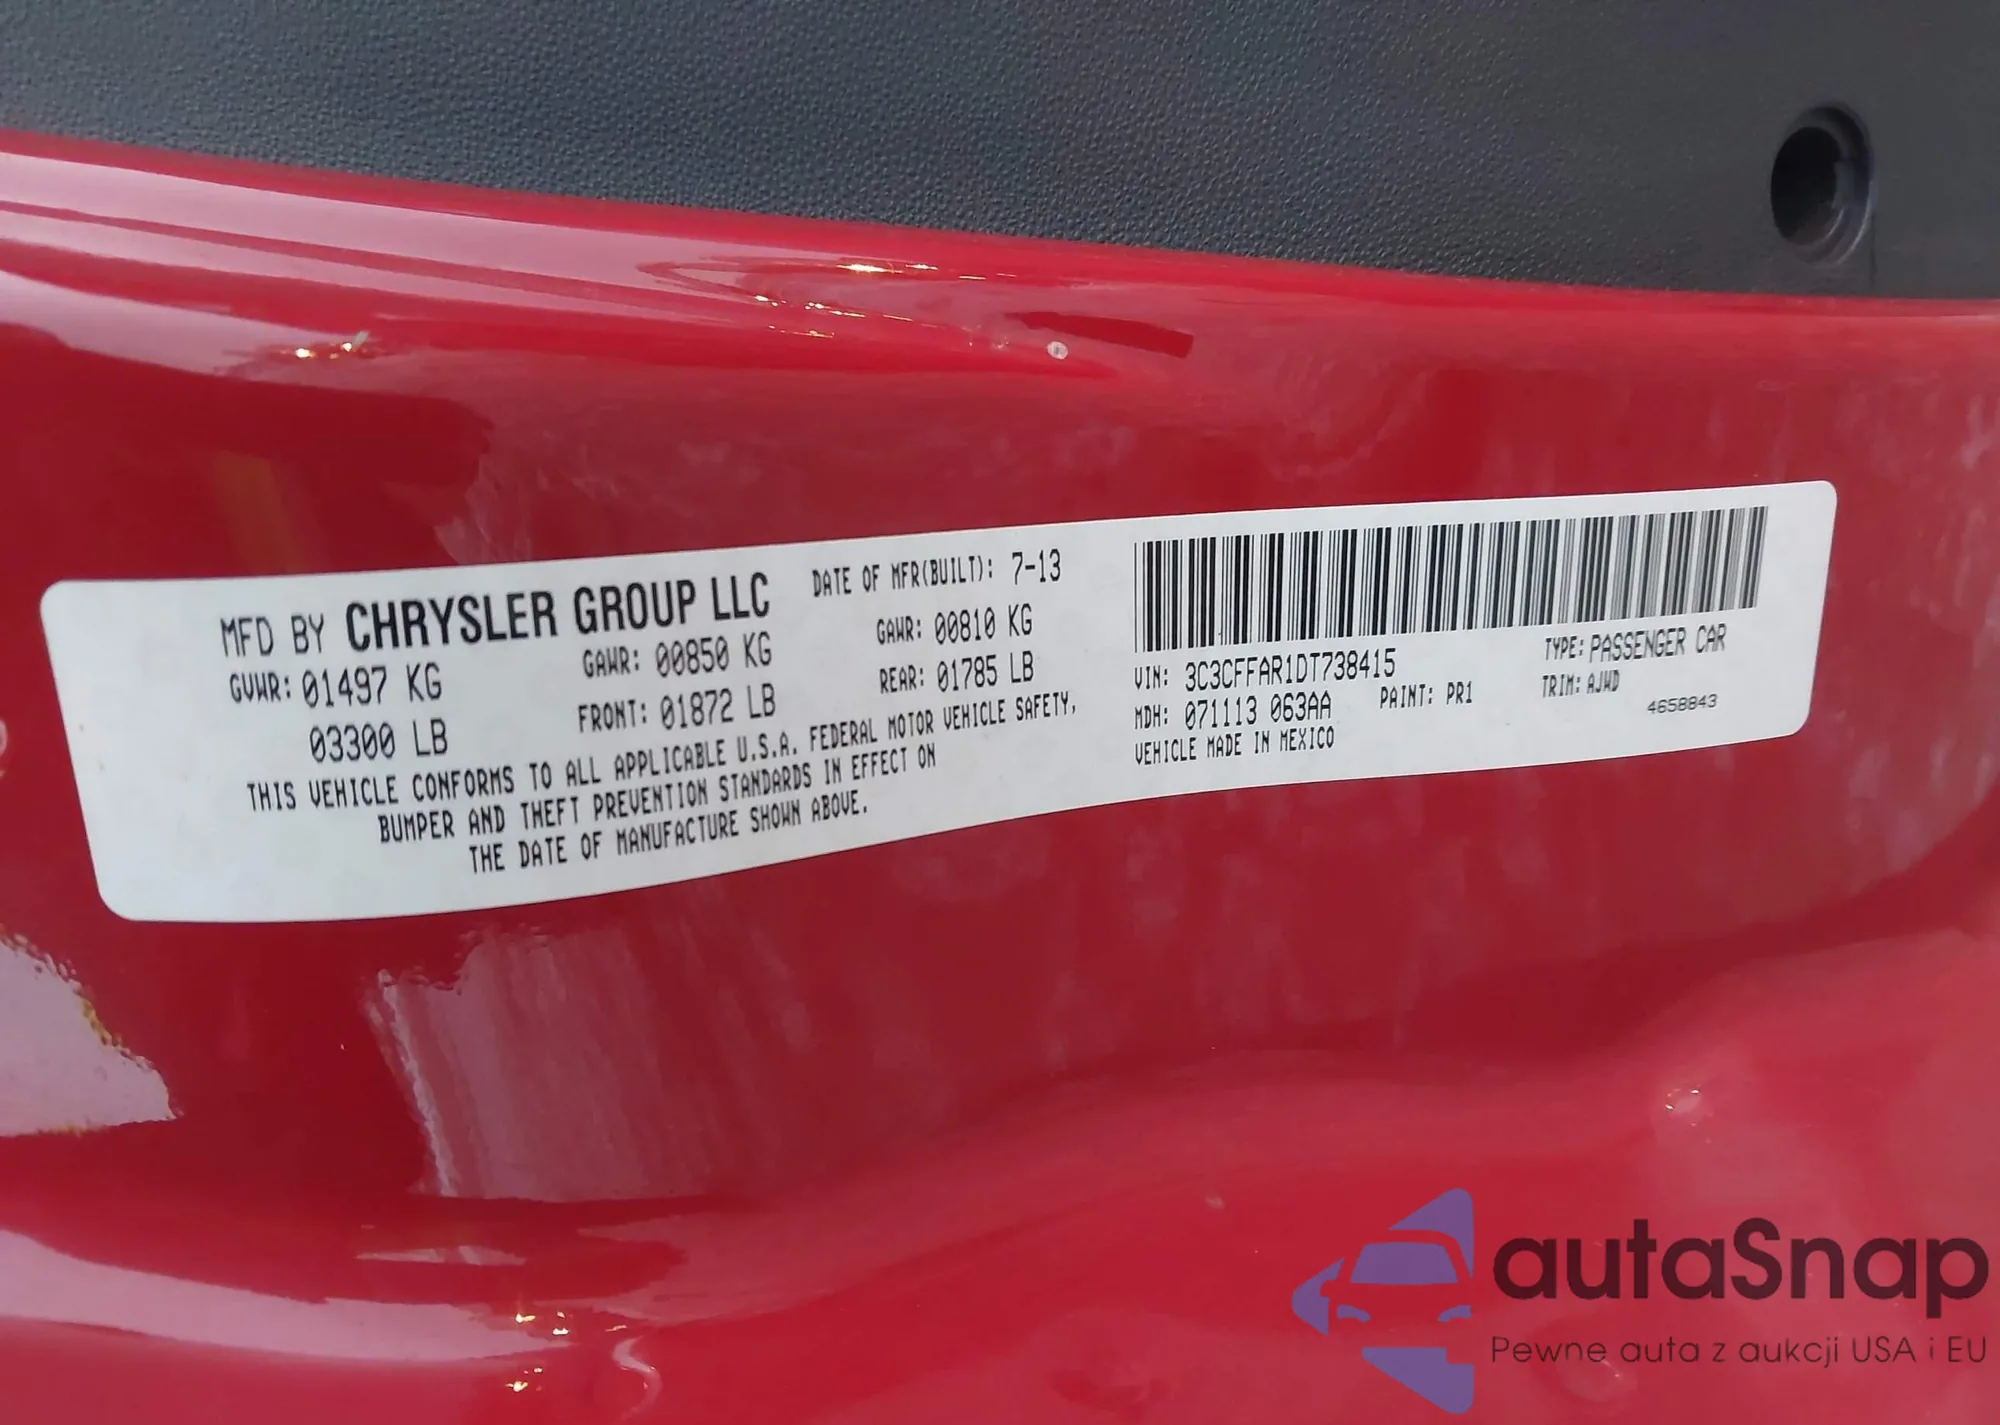 MFD BY CHRYSLER GROUP LLC
DATE OF MFR(BUILT): 7-13
GVWR: 01497 KG
03300 LB
GAWR: 00850 KG
FRONT: 01872 LB
GAWR: 00810 KG
REAR: 01785 LB
THIS VEHICLE CONFORMS TO ALL APPLICABLE U.S.A. FEDERAL MOTOR VEHICLE SAFETY,
BUMPER AND THEFT PREVENTION STANDARDS IN EFFECT ON
THE DATE OF MANUFACTURE SHOWN ABOVE.
VIN: 3C3CFFAR1DT738415
TYPE: PASSENGER CAR
MDH: 071113 063AA
PAINT: PR1
TRIM: AJWD
VEHICLE MADE IN MEXICO
4658843
autaSnap
Pewne auta z aukcji USA i EU